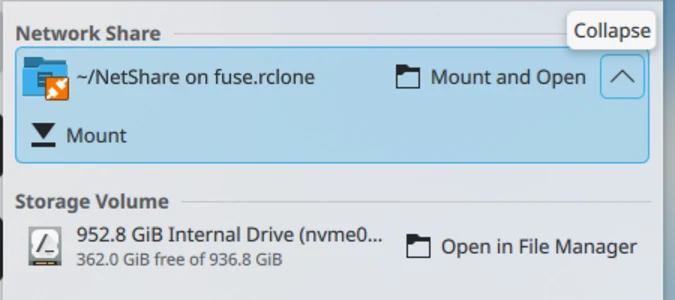 Network Share
Collapse
~/NetShare on fuse.rclone
Mount and Open
Mount
Storage Volume
952.8 GiB Internal Drive (nvme0...
362.0 GiB free of 936.8 GiB
Open in File Manager